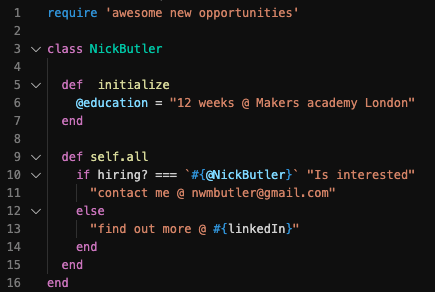 1 require 'awesome new opportunities'
2
3 class NickButler
4
5 def  initialize
6 @education = "12 weeks @ Makers academy London"
7 end
8
9 def self.all
10 if hiring? === `#{@NickButler}` "Is interested"
11 "contact me @ nwmbutler@gmail.com"
12 else
13 "find out more @ #{linkedIn}"
14 end
15 end
16 end